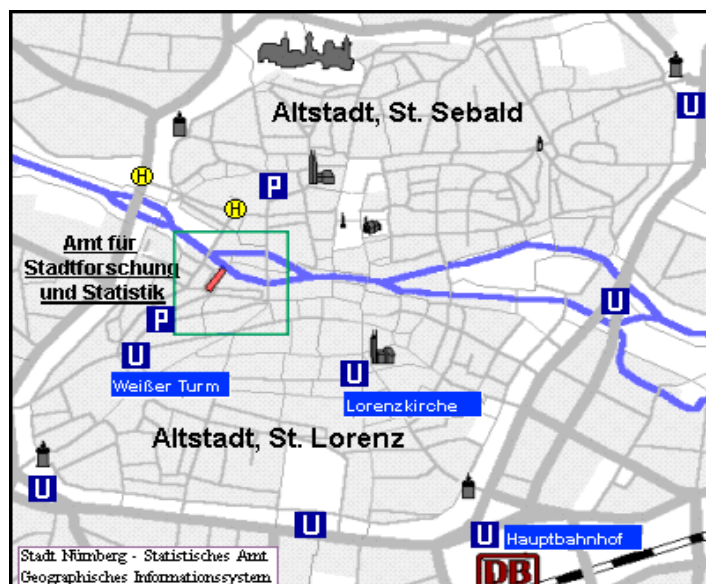 Altstadt, St. Sebald
U
H
P
H
Amt für
Stadtforschung
und Statistik
U
P
U
Weißer Turm
U
Lorenzkirche
Altstadt, St. Lorenz
U
U
U
Hauptbahnhof
DB
Stadt Nürnberg - Statistisches Amt
Geographisches Informationssystem